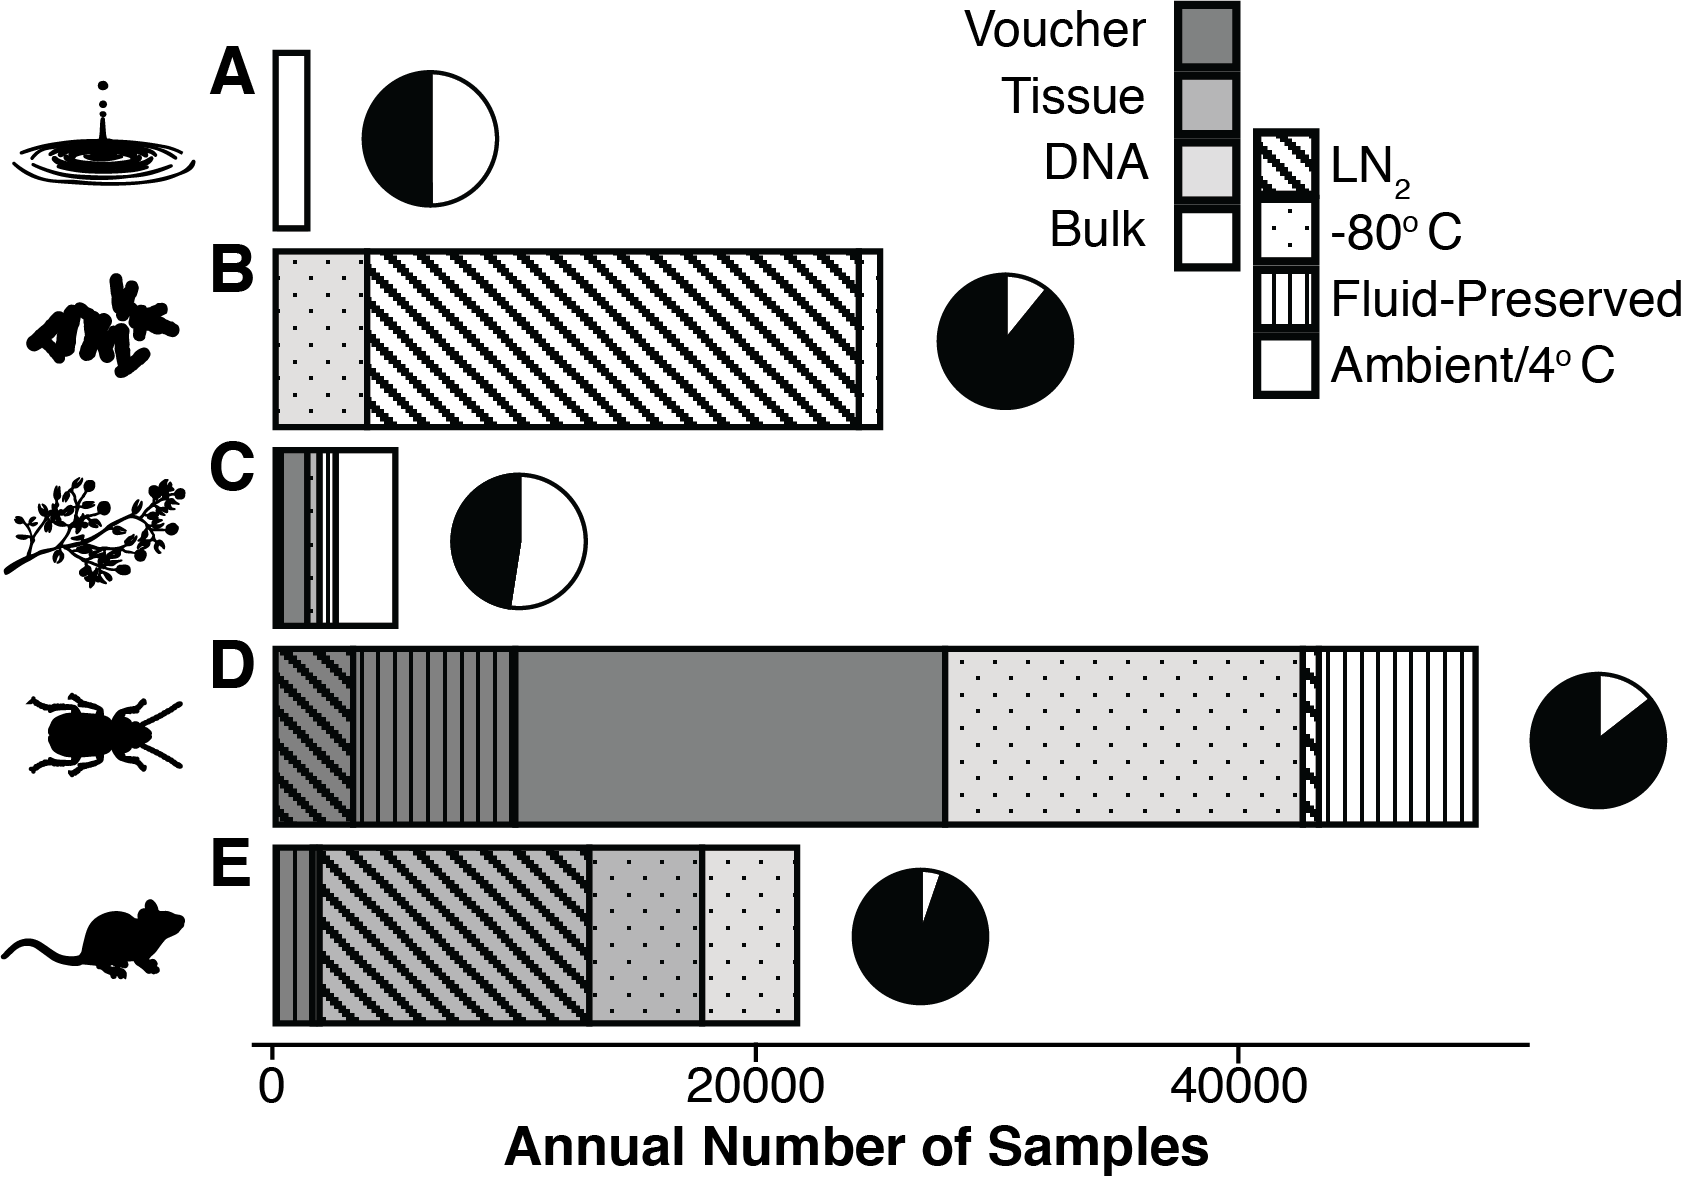 Voucher
Tissue
DNA
Bulk
LN₂
-80º C
Fluid-Preserved
Ambient/4º C
A
B
C
D
E
0 20000 40000
Annual Number of Samples